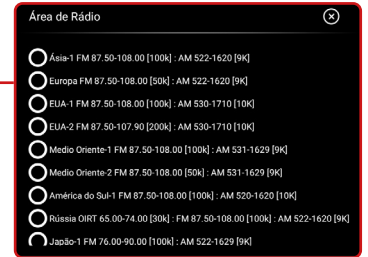 Área de Rádio
Ásia-1 FM 87.50-108.00 [100k] : AM 522-1620 [9K]
Europa FM 87.50-108.00 [50k] : AM 522-1620 [9K]
EUA-1 FM 87.50-108.00 [100k] : AM 530-1710 [10K]
EUA-2 FM 87.50-107.90 [200k] : AM 530-1710 [10K]
Medio Oriente-1 FM 87.50-108.00 [100k] : AM 531-1629 [9K]
Medio Oriente-2 FM 87.50-108.00 [50k] : AM 531-1629 [9K]
América do Sul-1 FM 87.50-108.00 [100k] : AM 520-1620 [10K]
Rússia OIRT 65.00-74.00 [30k] : FM 87.50-108.00 [100k] : AM 522-1620 [9K]
Japão-1 FM 76.00-90.00 [100k] : AM 522-1629 [9K]